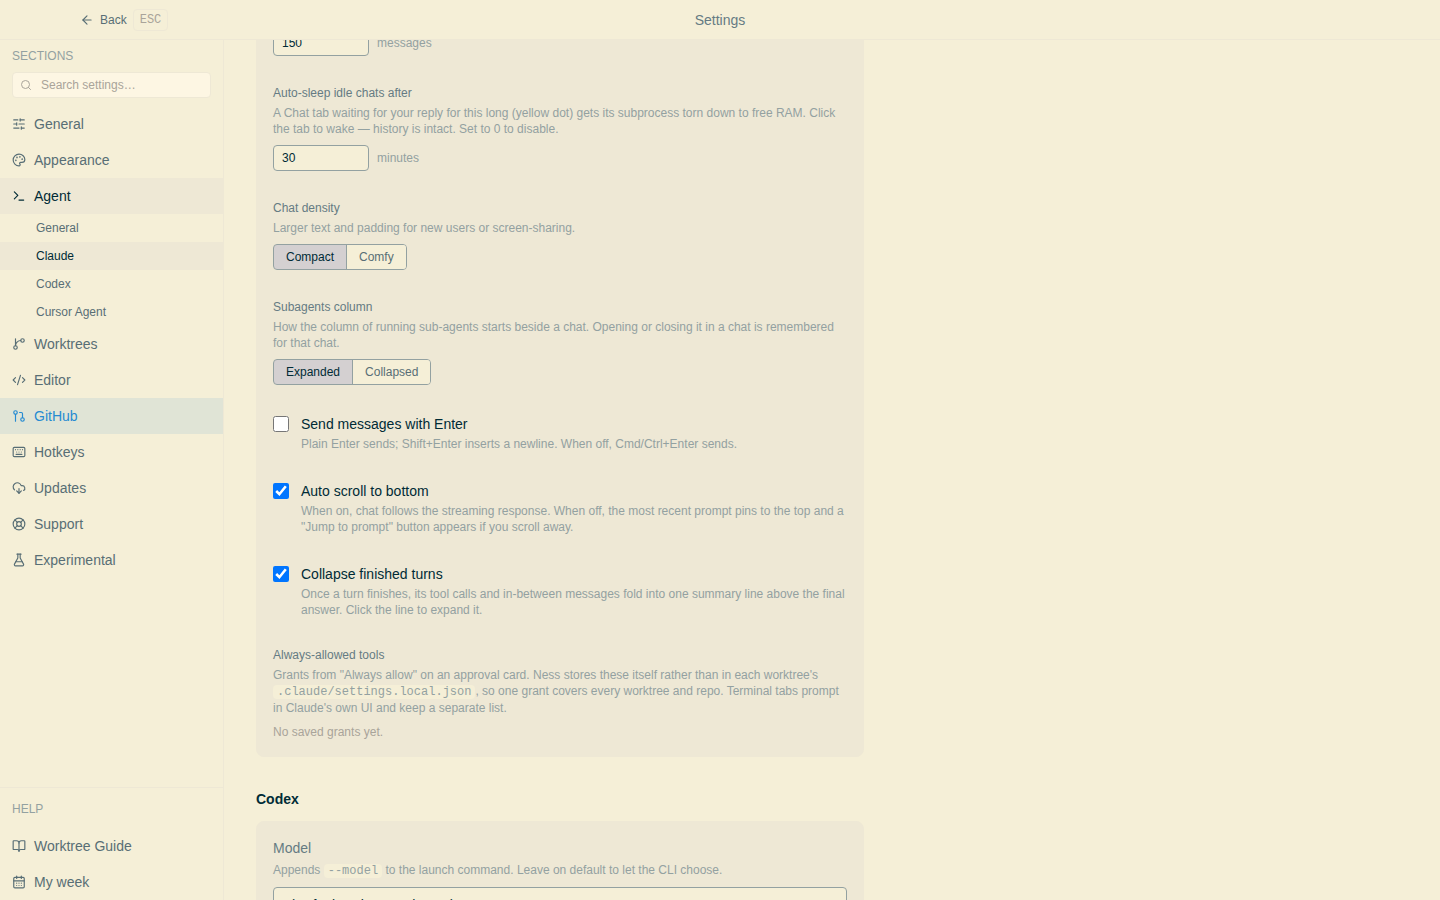 Back ESC
Settings
SECTIONS
Search settings…
General
Appearance
Agent
General
Claude
Codex
Cursor Agent
Worktrees
Editor
GitHub
Hotkeys
Updates
Support
Experimental
HELP
Worktree Guide
My week
150 messages
Auto-sleep idle chats after
A Chat tab waiting for your reply for this long (yellow dot) gets its subprocess torn down to free RAM. Click
the tab to wake — history is intact. Set to 0 to disable.
30 minutes
Chat density
Larger text and padding for new users or screen-sharing.
Compact Comfy
Subagents column
How the column of running sub-agents starts beside a chat. Opening or closing it in a chat is remembered
for that chat.
Expanded Collapsed
Send messages with Enter
Plain Enter sends; Shift+Enter inserts a newline. When off, Cmd/Ctrl+Enter sends.
Auto scroll to bottom
When on, chat follows the streaming response. When off, the most recent prompt pins to the top and a
"Jump to prompt" button appears if you scroll away.
Collapse finished turns
Once a turn finishes, its tool calls and in-between messages fold into one summary line above the final
answer. Click the line to expand it.
Always-allowed tools
Grants from "Always allow" on an approval card. Ness stores these itself rather than in each worktree's
.claude/settings.local.json , so one grant covers every worktree and repo. Terminal tabs prompt
in Claude's own UI and keep a separate list.
No saved grants yet.
Codex
Model
Appends --model to the launch command. Leave on default to let the CLI choose.